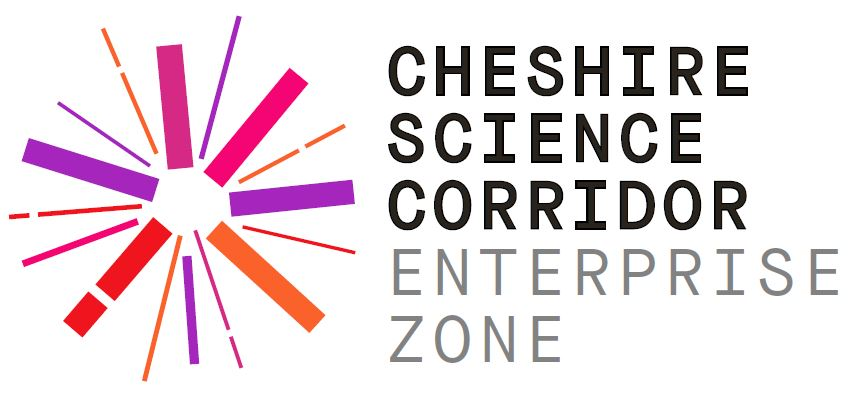 CHESHIRE
SCIENCE
CORRIDOR
ENTERPRISE
ZONE